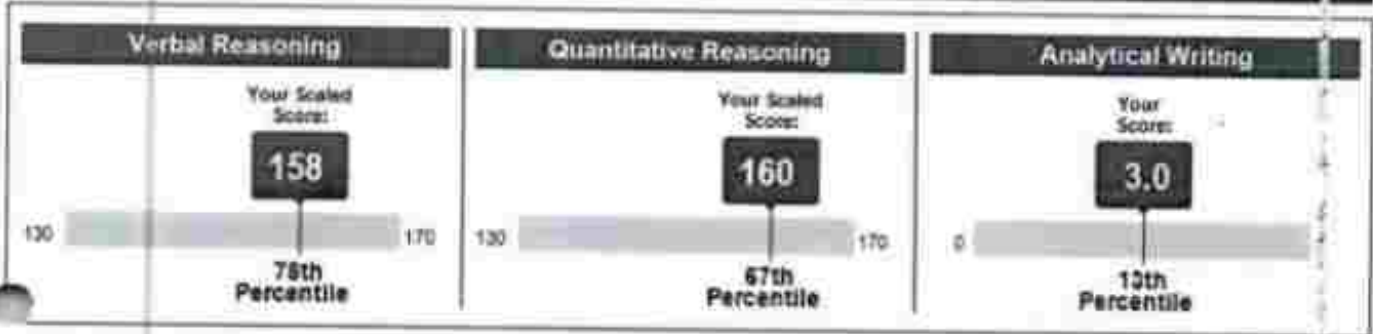 Verbal Reasoning
Your Scaled
Score:
158
130
170
78th
Percentile
Quantitative Reasoning
Your Scaled
Score:
160
130
170
67th
Percentile
Analytical Writing
Your
Score:
3.0
0
13th
Percentile